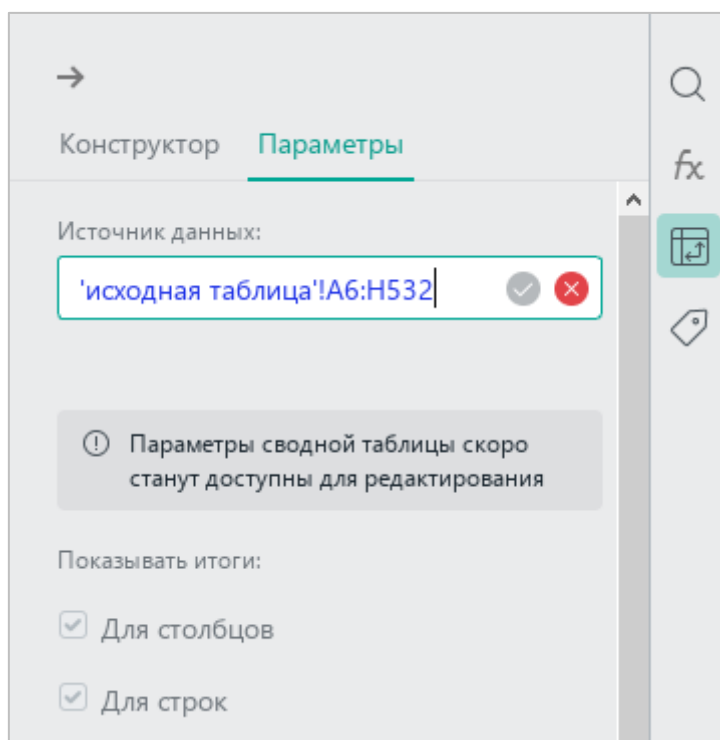 Конструктор Параметры
fx
Источник данных:
'исходная таблица'!A6:H532
Параметры сводной таблицы скоро
станут доступны для редактирования
Показывать итоги:
Для столбцов
Для строк